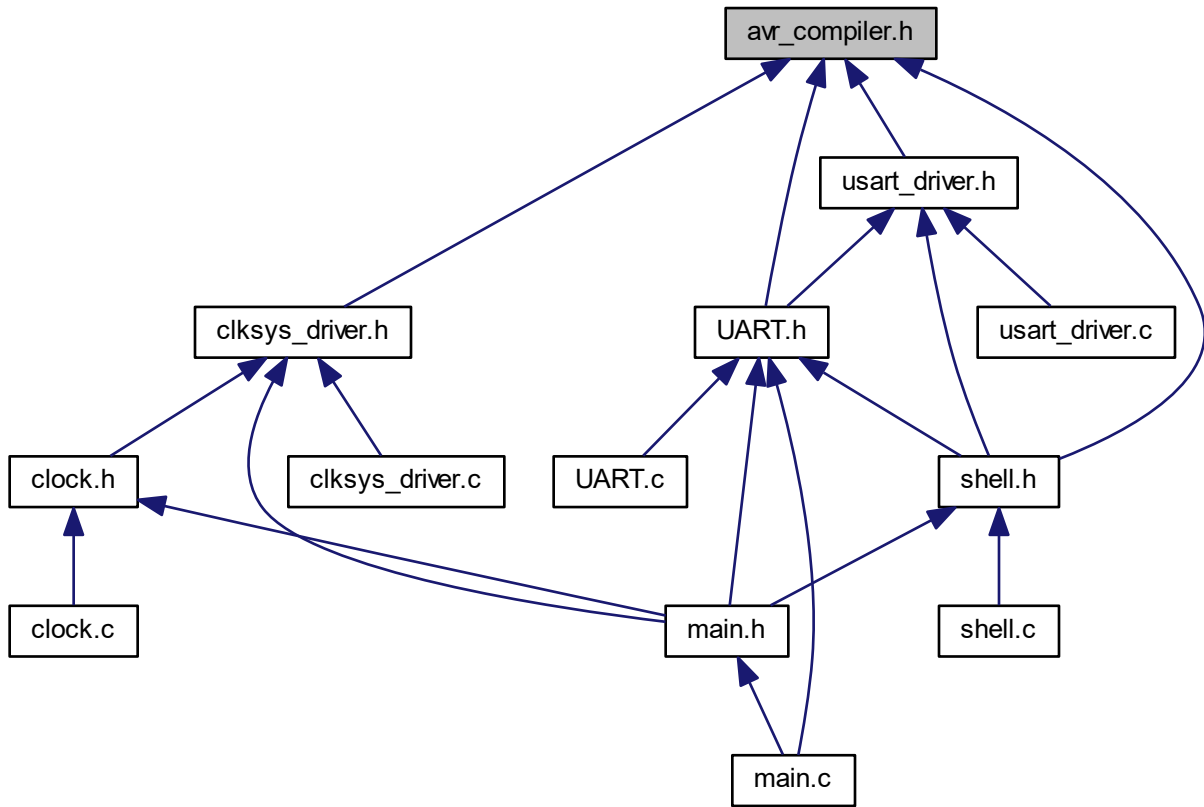 avr_compiler.h
usart_driver.h
clksys_driver.h
UART.h
usart_driver.c
clock.h
clksys_driver.c
UART.c
shell.h
clock.c
main.h
shell.c
main.c